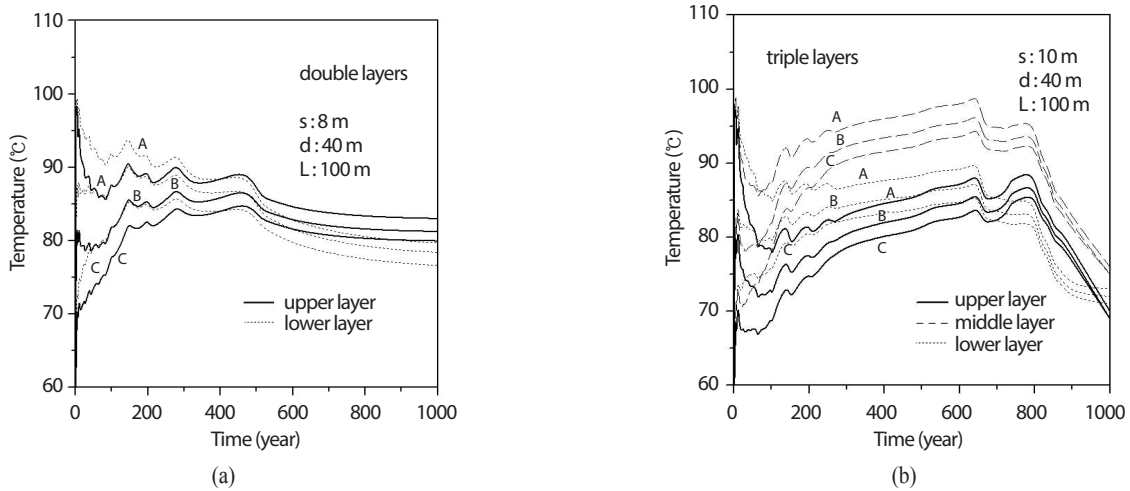 110
100
90
80
70
60
Temperature (℃)
double layers
s : 8 m
d : 40 m
L : 100 m
A
A
B
B
C
C
upper layer
lower layer
0 200 400 600 800 1000
Time (year)
(a)
110
100
90
80
70
60
Temperature (℃)
triple layers
s : 10 m
d : 40 m
L : 100 m
A
B
C
A
A
B
B
C
C
upper layer
middle layer
lower layer
0 200 400 600 800 1000
Time (year)
(b)